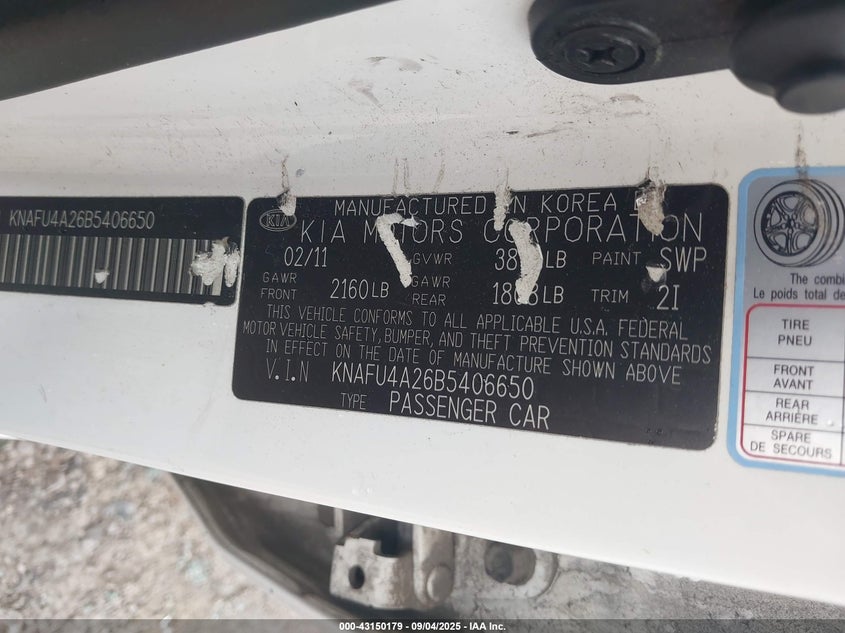 KNAFU4A26B5406650
KIA
MANUFACTURED IN KOREA
KIA MOTORS CORPORATION
02/11 GVWR LB PAINT SWP
GAWR FRONT 2160LB GAWR REAR LB TRIM 2I
THIS VEHICLE CONFORMS TO ALL APPLICABLE U.S.A. FEDERAL
MOTOR VEHICLE SAFETY, BUMPER, AND THEFT PREVENTION STANDARDS
IN EFFECT ON THE DATE OF MANUFACTURE SHOWN ABOVE
V.I.N KNAFU4A26B5406650
TYPE PASSENGER CAR
The combi
Le poids total de
TIRE
PNEU
FRONT
AVANT
REAR
ARRIÈRE
SPARE
DE SECOURS
000-43150179 - 09/04/2025 - IAA Inc.